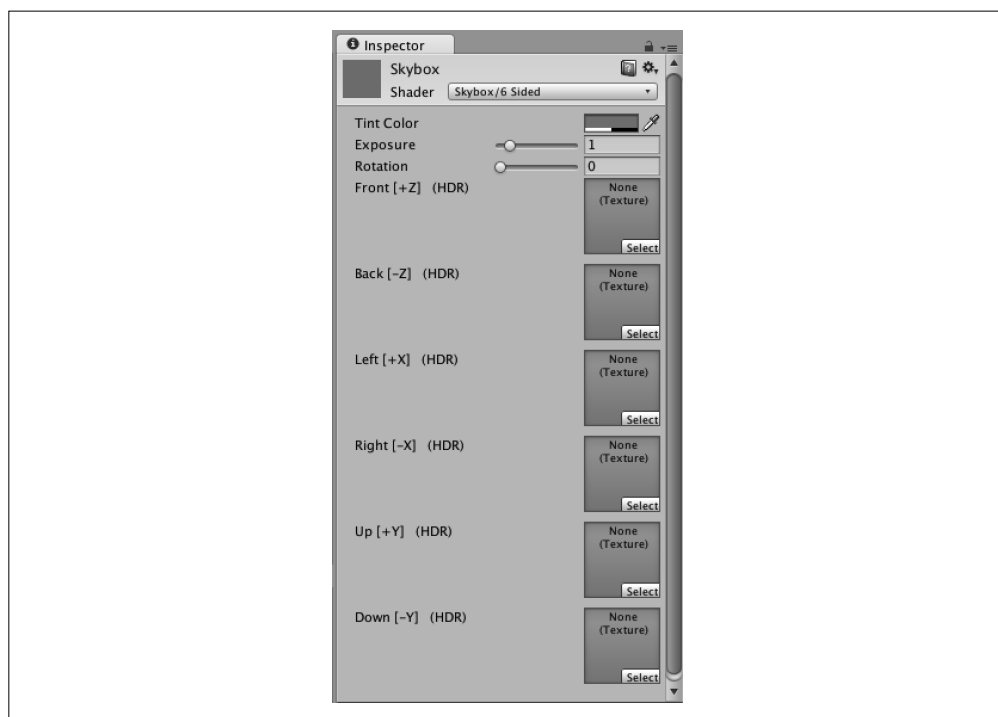 Inspector
Skybox
Shader Skybox/6 Sided
Tint Color
Exposure 1
Rotation 0
Front [+Z] (HDR) None
(Texture)
Select
Back [-Z] (HDR) None
(Texture)
Select
Left [+X] (HDR) None
(Texture)
Select
Right [-X] (HDR) None
(Texture)
Select
Up [+Y] (HDR) None
(Texture)
Select
Down [-Y] (HDR) None
(Texture)
Select